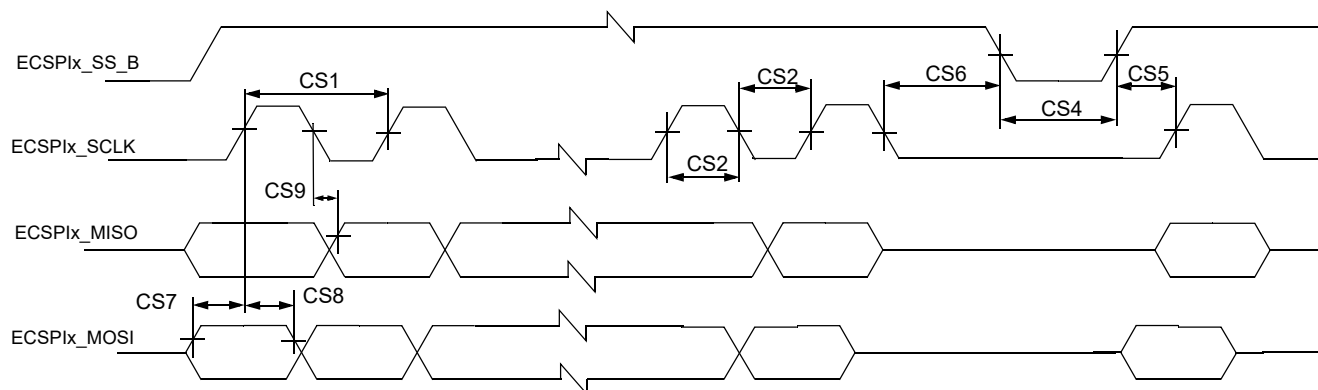 ECSPIx_SS_B
CS1
CS2
CS6
CS5
CS4
ECSPIx_SCLK
CS2
CS9
ECSPIx_MISO
CS7
CS8
ECSPIx_MOSI